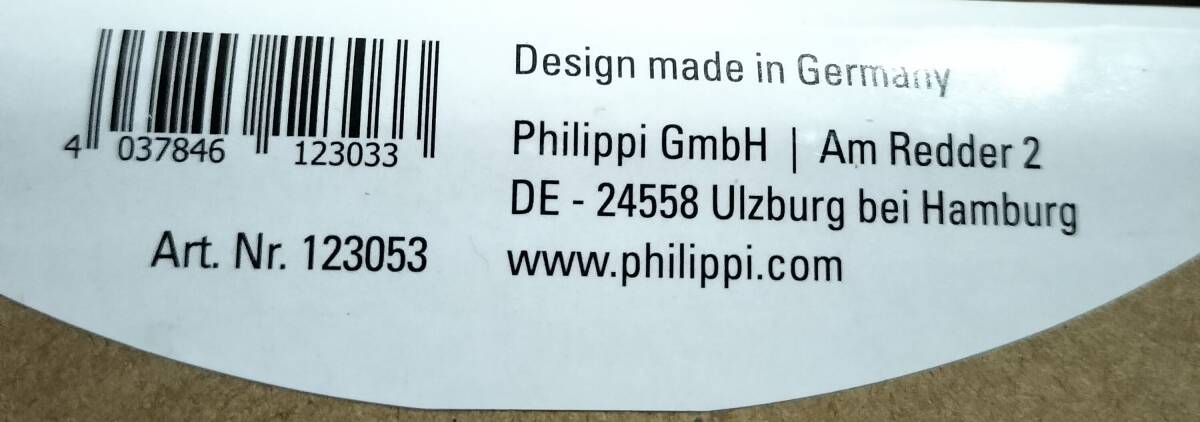 4 037846 123033
Art. Nr. 123053
Design made in Germany
Philippi GmbH | Am Redder 2
DE - 24558 Ulzburg bei Hamburg
www.philippi.com